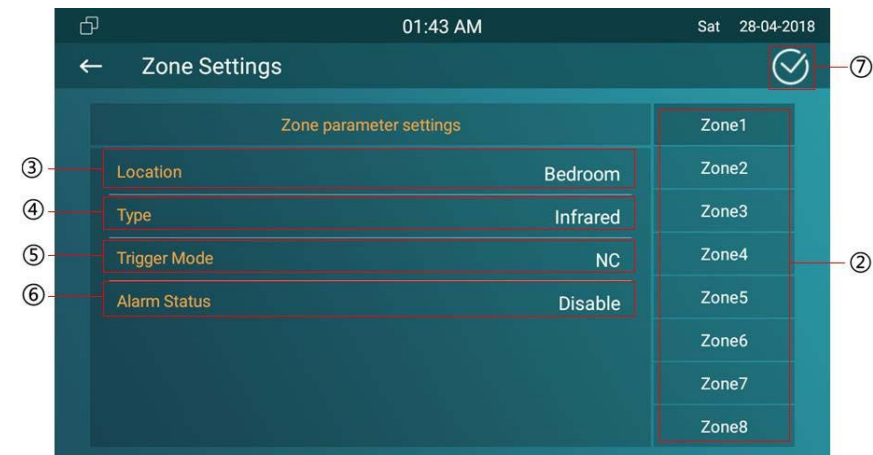 01:43 AM Sat 28-04-2018
← Zone Settings ⑦
Zone parameter settings
③ Location Bedroom
④ Type Infrared
⑤ Trigger Mode NC
⑥ Alarm Status Disable
Zone1
Zone2
Zone3
Zone4
②
Zone5
Zone6
Zone7
Zone8